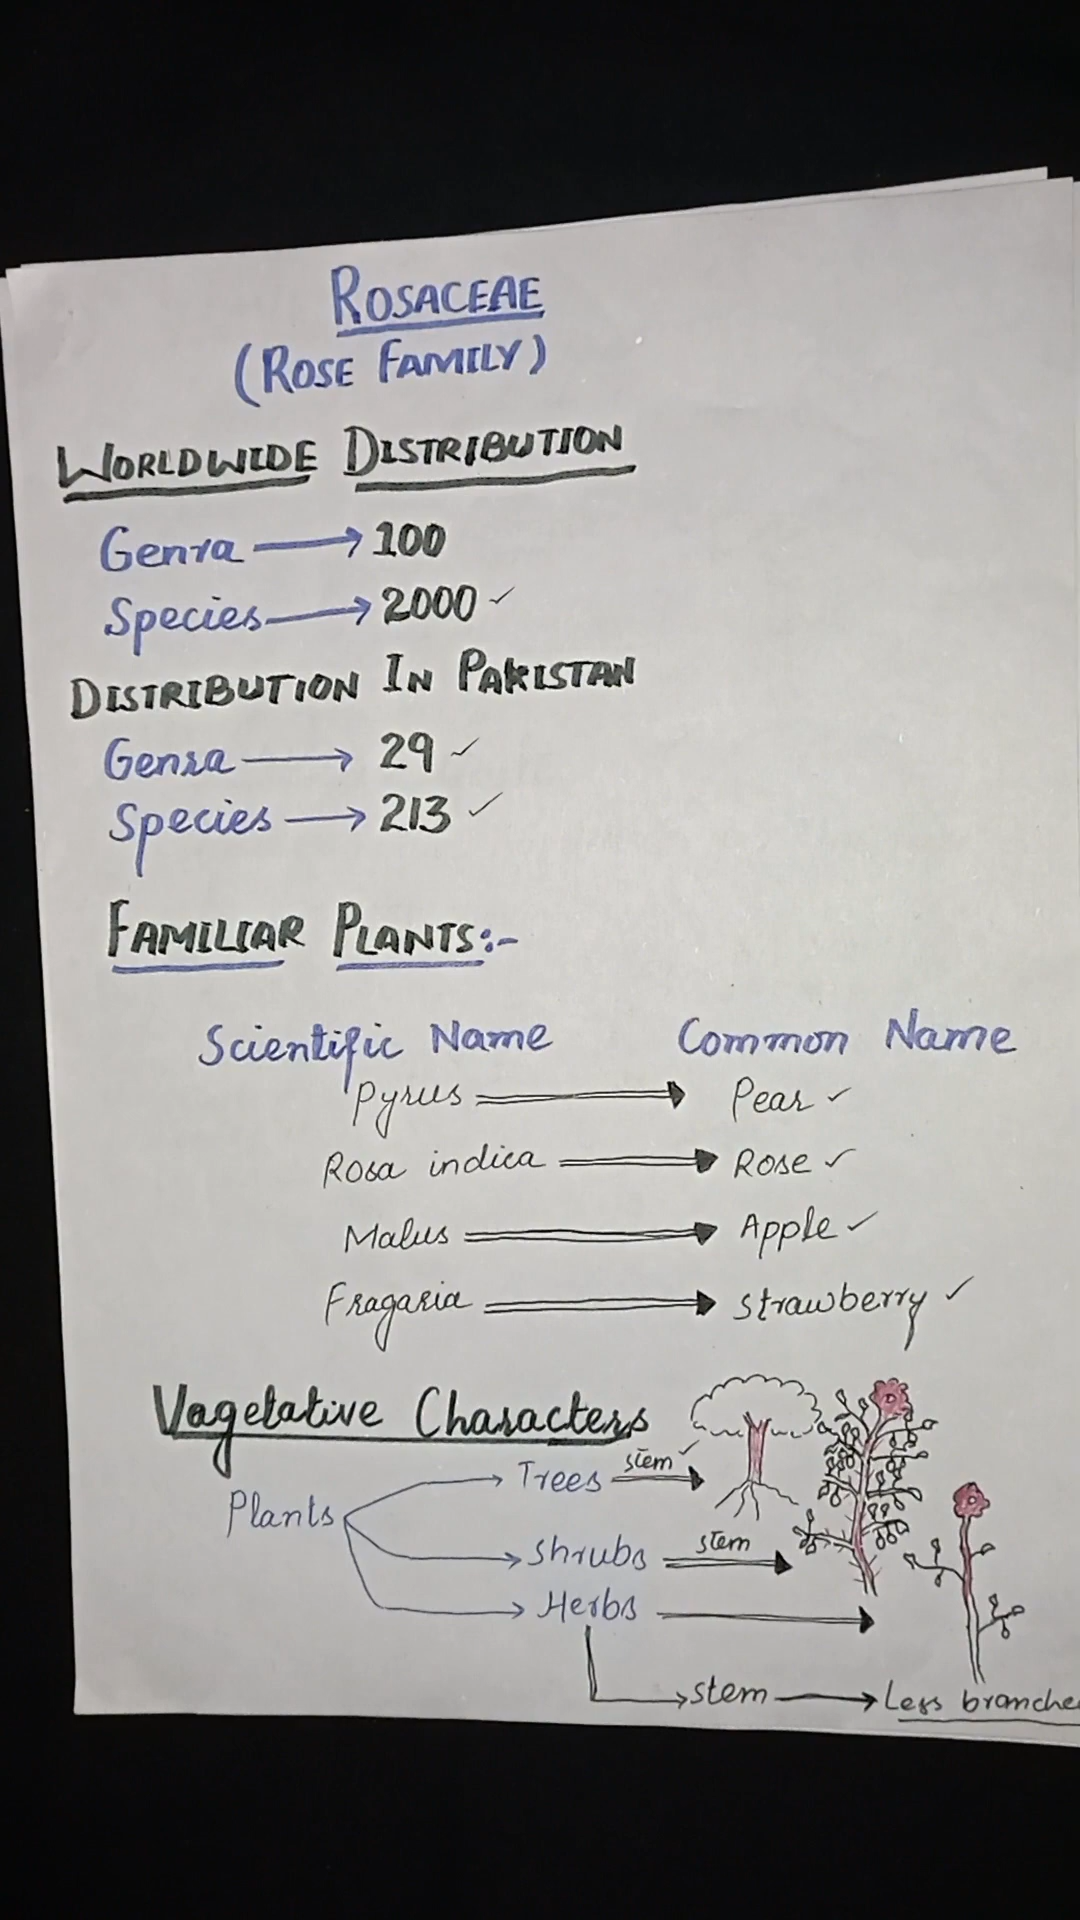 ROSACEAE
(ROSE FAMILY)
WORLDWIDE DISTRIBUTION
Genra → 100
Species → 2000 ✓
DISTRIBUTION IN PAKISTAN
Genra → 29 ✓
Species → 213 ✓
FAMILIAR PLANTS:-
Scientific Name Common Name
Pyrus → Pear ✓
Rosa indica → Rose ✓
Malus → Apple ✓
Fragaria → strawberry ✓
Vagetative Characters
Plants → Trees stem ✓ →
→ shrubs stem →
→ Herbs →
→ stem → Less branches